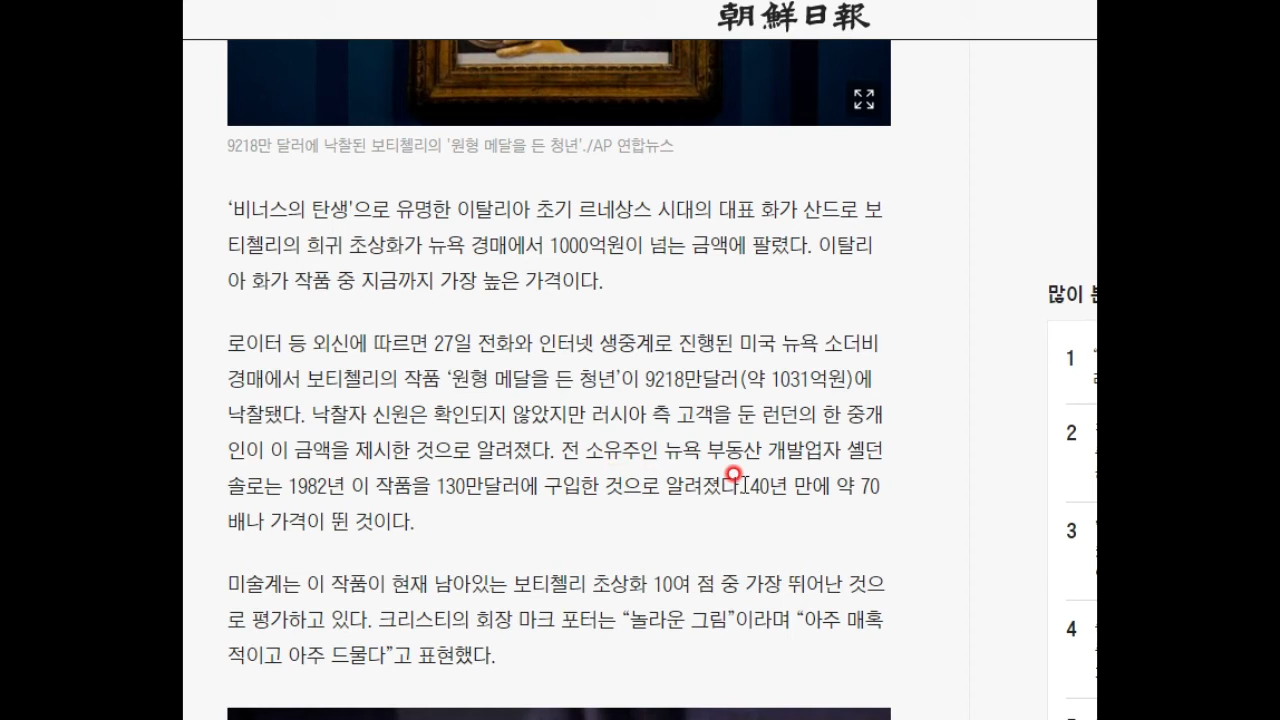 朝鮮日報
9218만 달러에 낙찰된 보티첼리의 '원형 메달을 든 청년'./AP 연합뉴스
‘비너스의 탄생'으로 유명한 이탈리아 초기 르네상스 시대의 대표 화가 산드로 보
티첼리의 희귀 초상화가 뉴욕 경매에서 1000억원이 넘는 금액에 팔렸다. 이탈리
아 화가 작품 중 지금까지 가장 높은 가격이다.
로이터 등 외신에 따르면 27일 전화와 인터넷 생중계로 진행된 미국 뉴욕 소더비
경매에서 보티첼리의 작품 ‘원형 메달을 든 청년’이 9218만달러(약 1031억원)에
낙찰됐다. 낙찰자 신원은 확인되지 않았지만 러시아 측 고객을 둔 런던의 한 중개
인이 이 금액을 제시한 것으로 알려졌다. 전 소유주인 뉴욕 부동산 개발업자 셸던
솔로는 1982년 이 작품을 130만달러에 구입한 것으로 알려졌다. 40년 만에 약 70
배나 가격이 뛴 것이다.
미술계는 이 작품이 현재 남아있는 보티첼리 초상화 10여 점 중 가장 뛰어난 것으
로 평가하고 있다. 크리스티의 회장 마크 포터는 “놀라운 그림”이라며 “아주 매혹
적이고 아주 드물다”고 표현했다.
많이
1
2
3
4